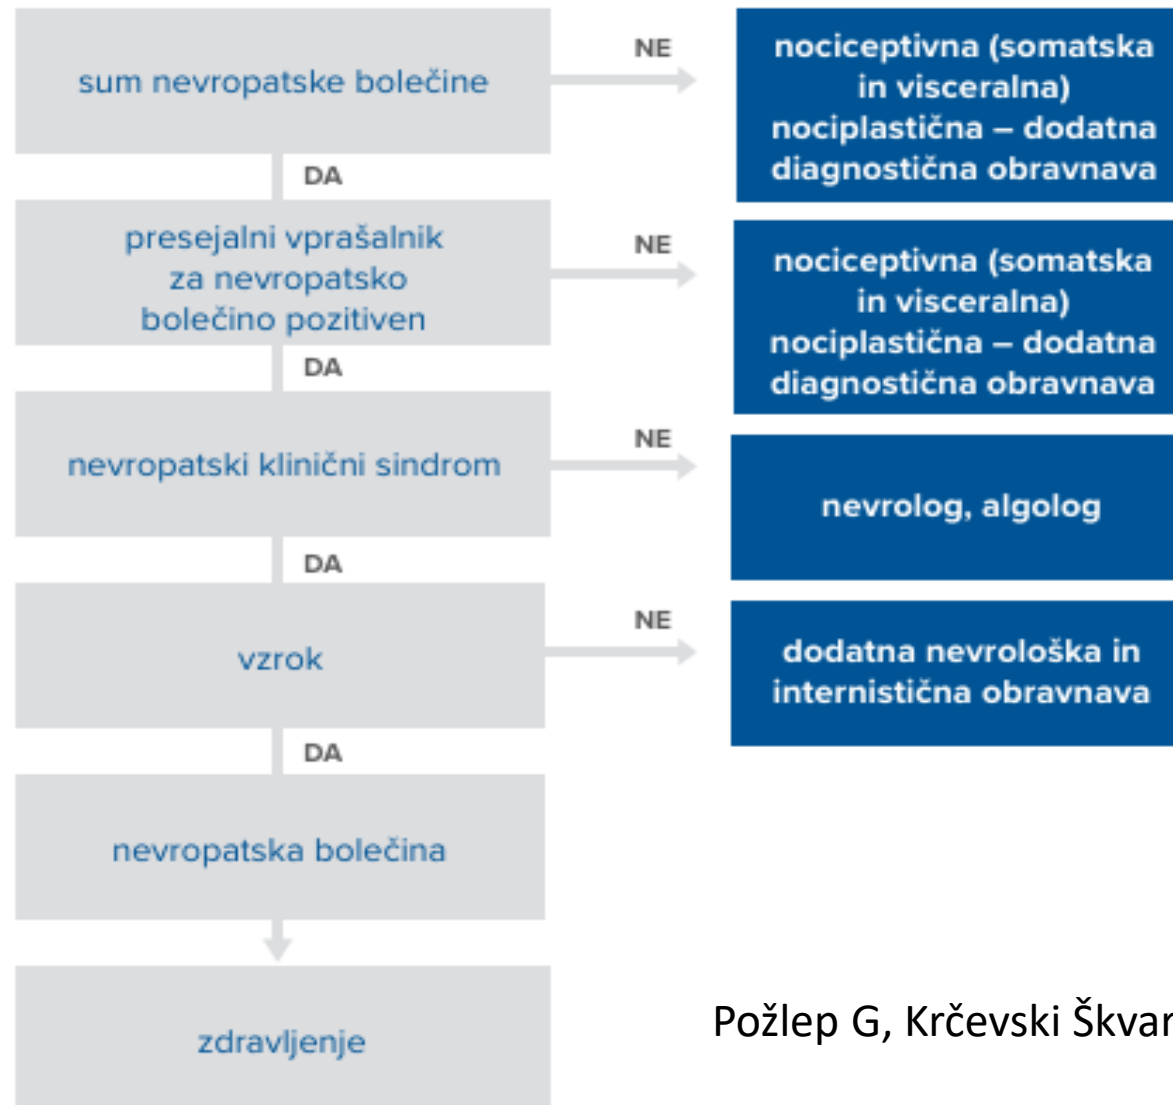 sum nevropatske bolečine
NE
nociceptivna (somatska
in visceralna)
nociplastična – dodatna
diagnostična obravnava
DA
presejalni vprašalnik
za nevropatsko
bolečino pozitiven
NE
nociceptivna (somatska
in visceralna)
nociplastična – dodatna
diagnostična obravnava
DA
nevropatski klinični sindrom
NE
nevrolog, algolog
DA
vzrok
NE
dodatna nevrološka in
internistična obravnava
DA
nevropatska bolečina
zdravljenje
Požlep G, Krčevski Škvar